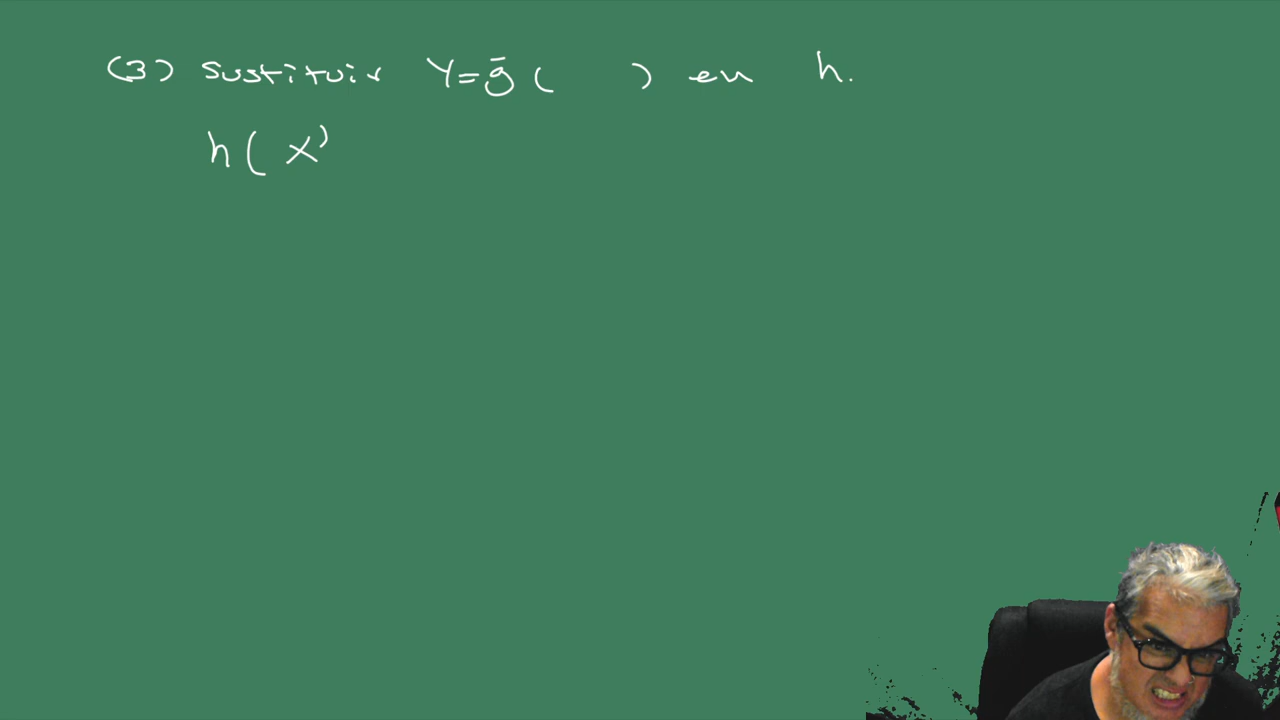 (3) Sustituir Y=ḡ( ) en h.
h( X)